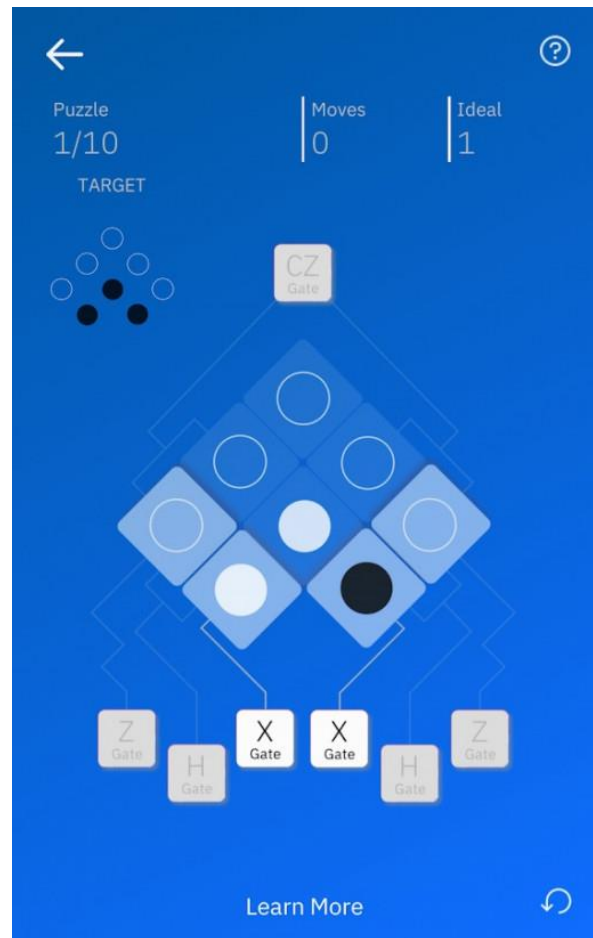 Puzzle
1/10
Moves
0
Ideal
1
TARGET
CZ
Gate
Z
Gate
H
Gate
X
Gate
X
Gate
H
Gate
Z
Gate
Learn More
?